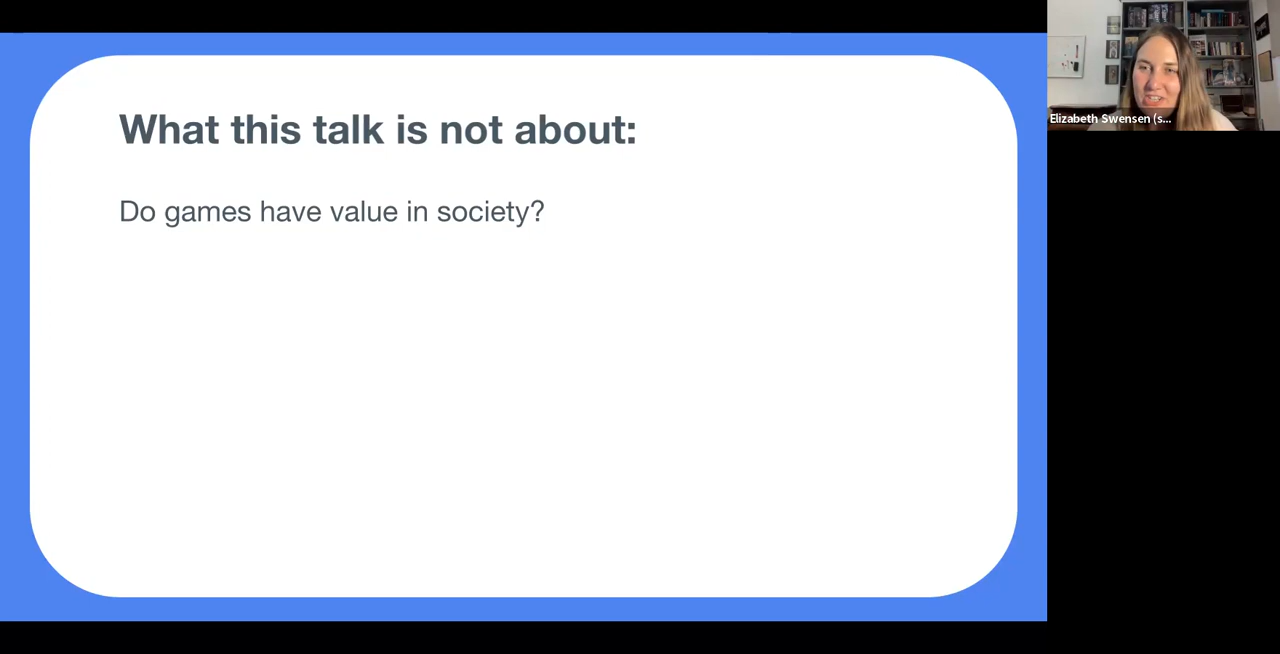 What this talk is not about:
Do games have value in society?
Elizabeth Swensen (s...